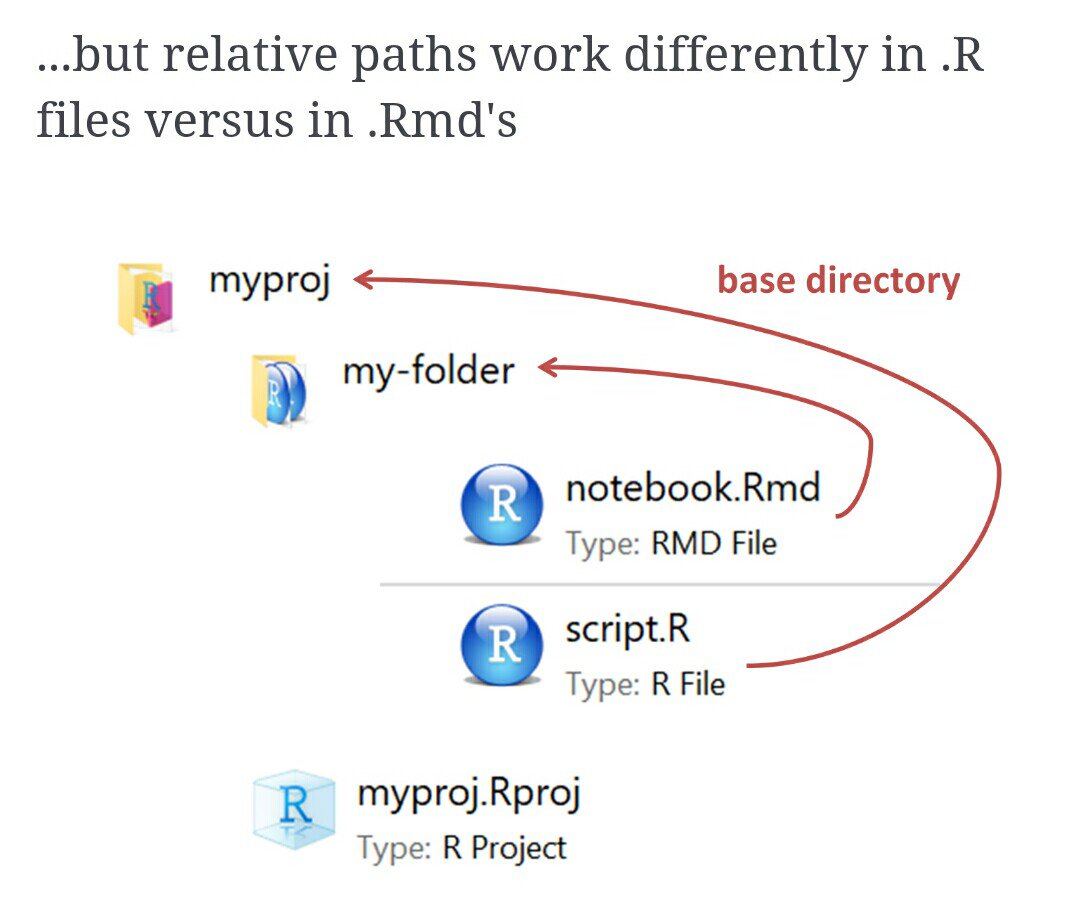 ...but relative paths work differently in .R
files versus in .Rmd's
myproj
base directory
my-folder
R
notebook.Rmd
Type: RMD File
R
script.R
Type: R File
R
myproj.Rproj
Type: R Project